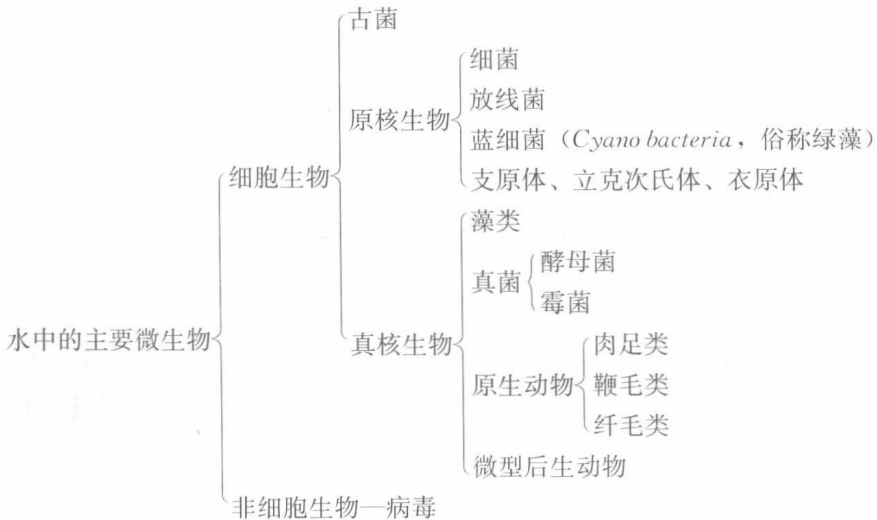 古菌
细菌
放线菌
原核生物
蓝细菌（Cyano bacteria，俗称绿藻）
细胞生物
支原体、立克次氏体、衣原体
藻类
酵母菌
真菌
霉菌
水中的主要微生物
真核生物
肉足类
原生动物
鞭毛类
纤毛类
微型后生动物
非细胞生物—病毒